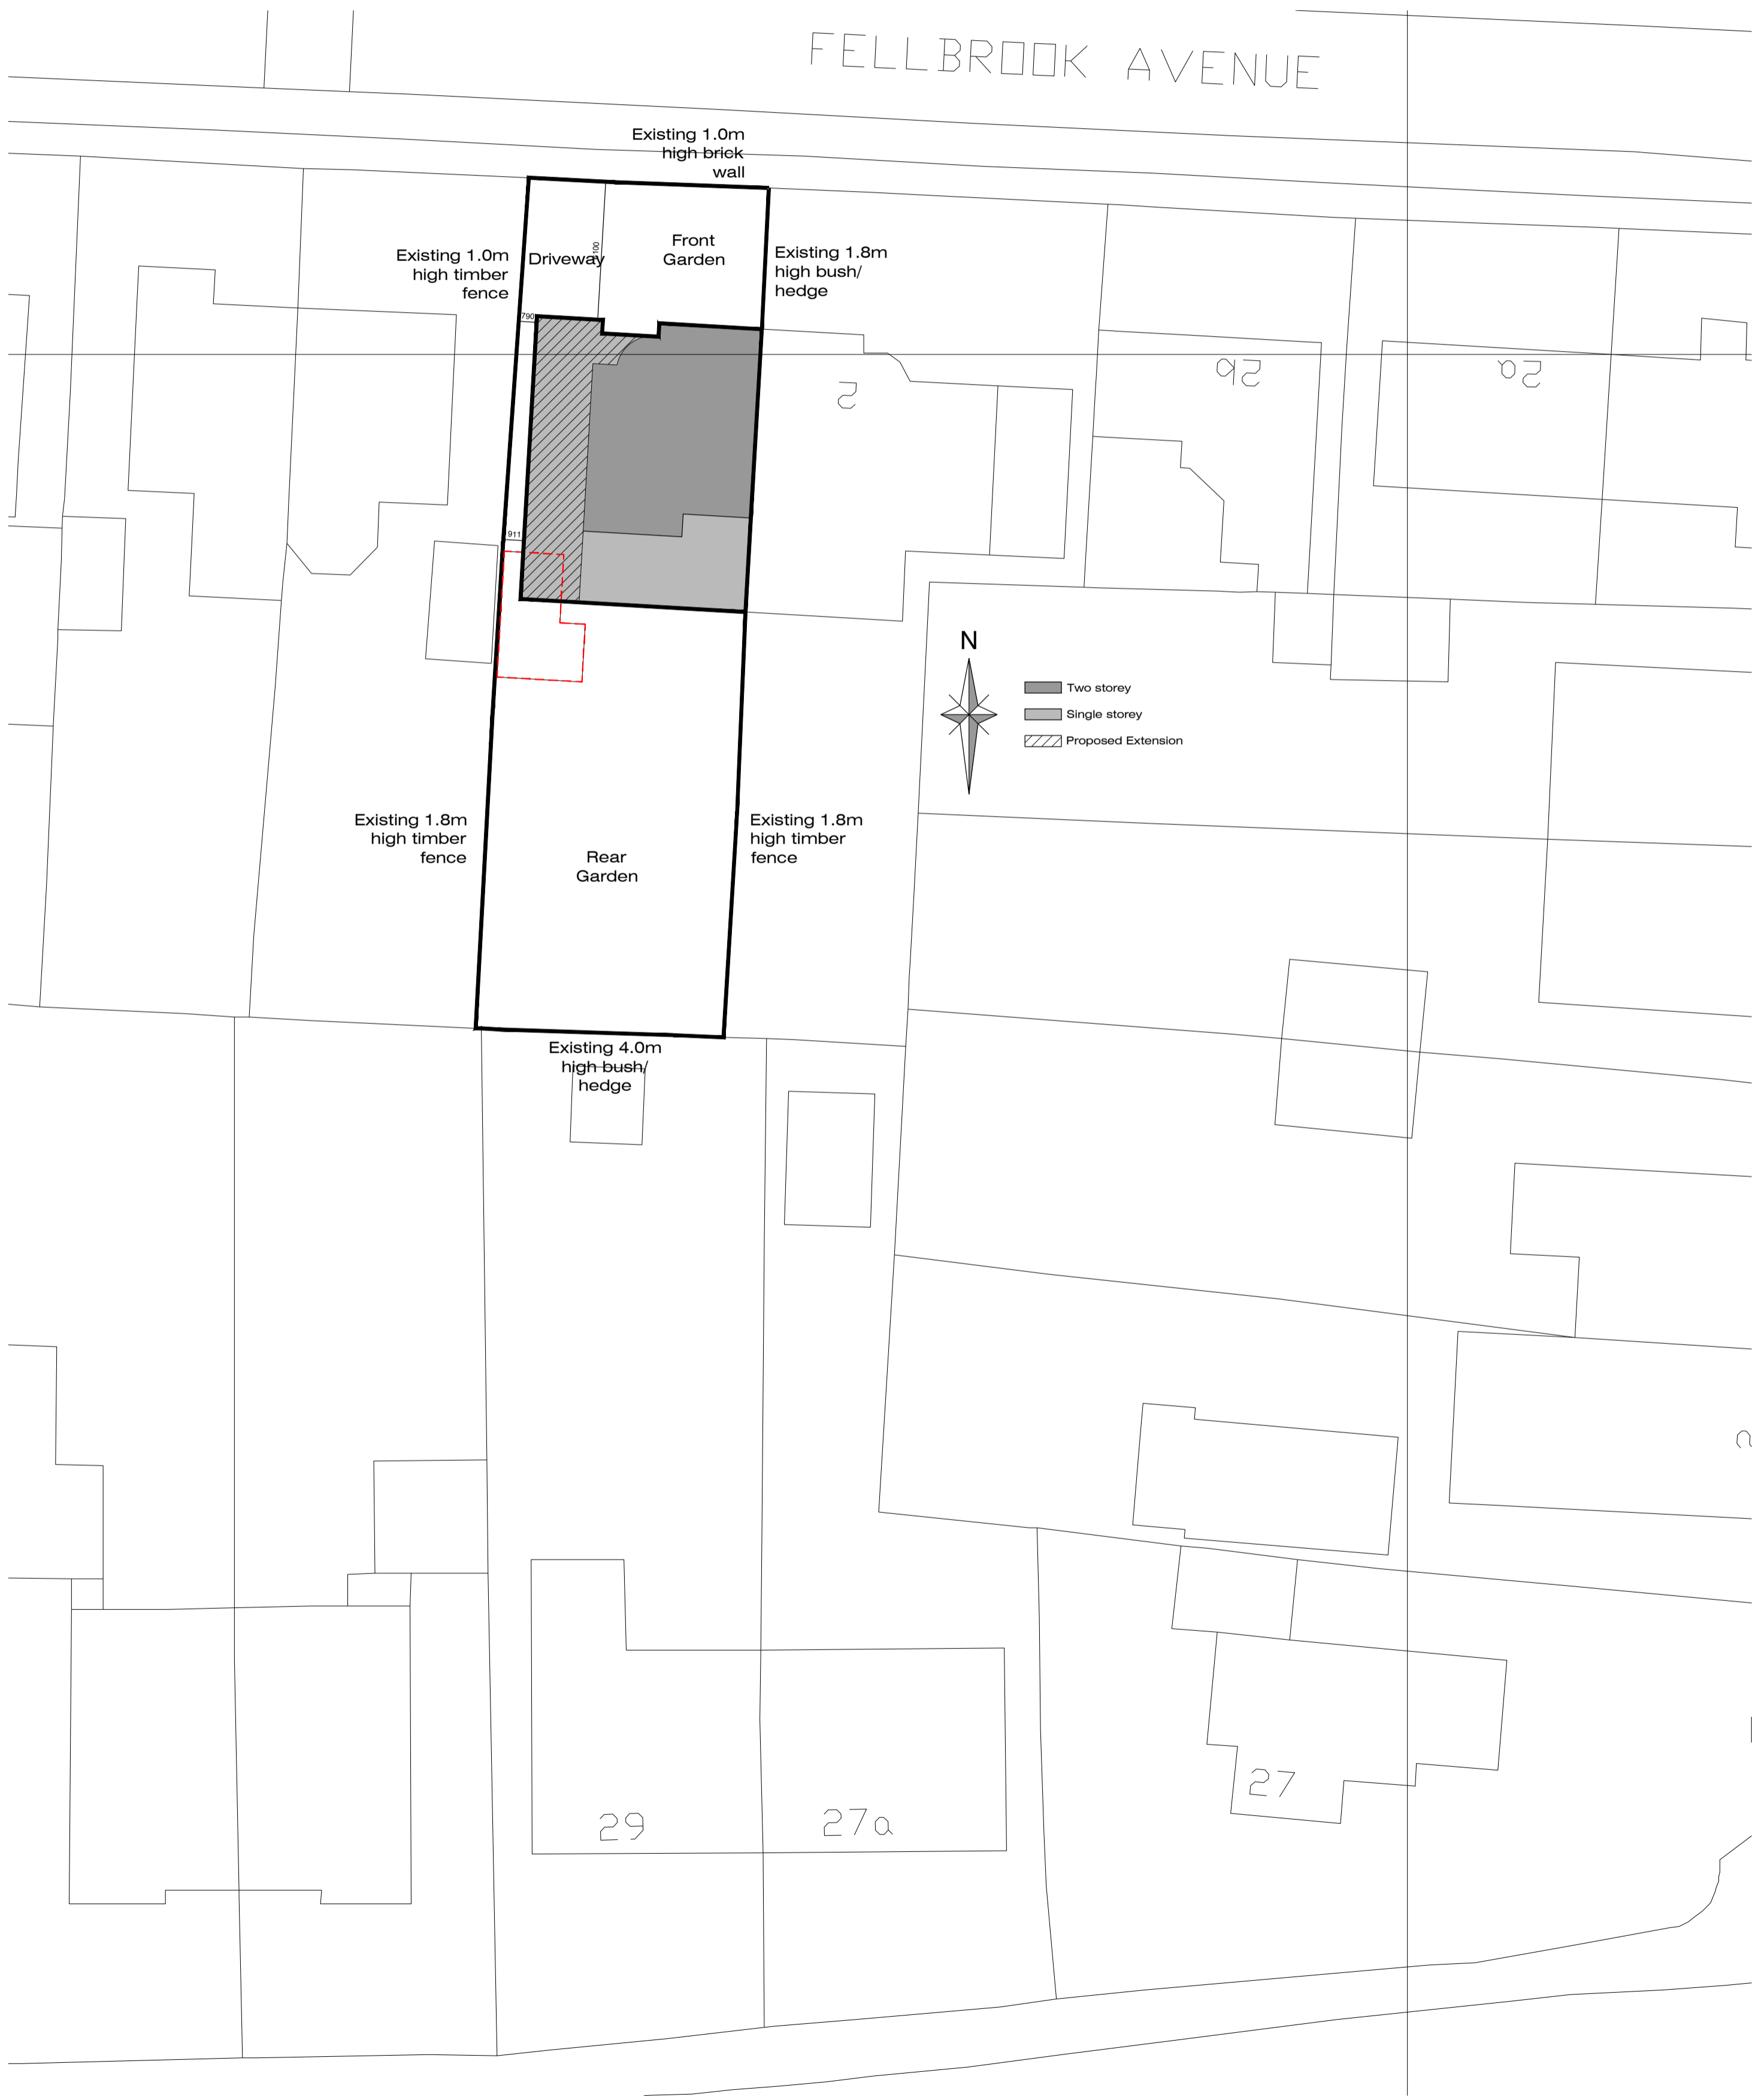 FELLBROOK AVENUE
Existing 1.0m
high brick
wall
Existing 1.0m
high timber
fence
Driveway
Front
Garden
Existing 1.8m
high bush/
hedge
790
2
2b
2a
911
N
Two storey
Single storey
Proposed Extension
Existing 1.8m
high timber
fence
Existing 1.8m
high timber
fence
Rear
Garden
Existing 4.0m
high bush/
hedge
29
27a
27